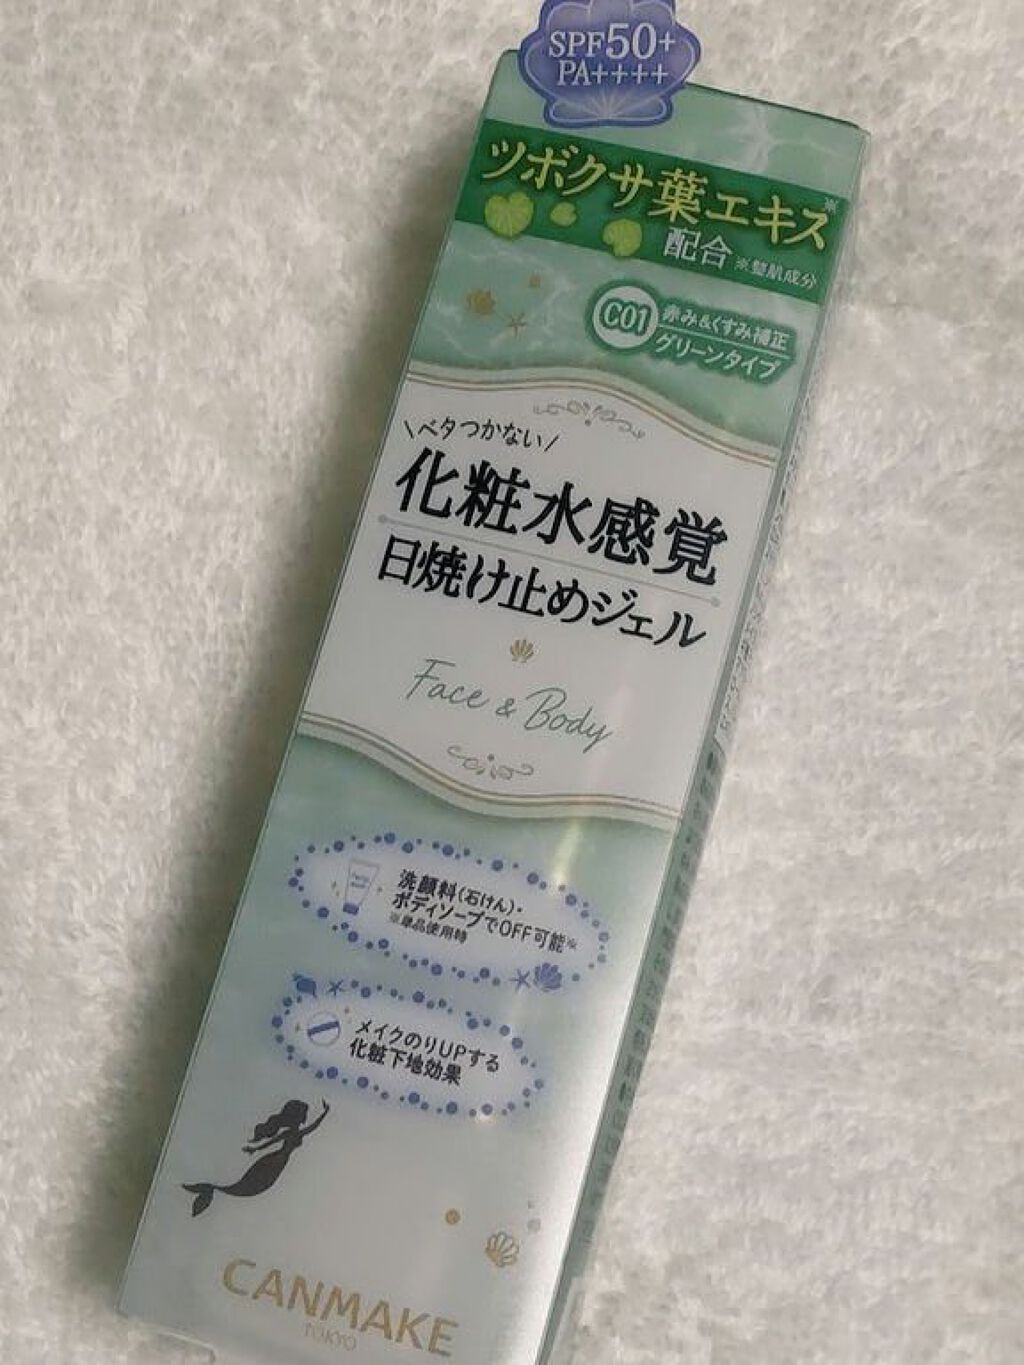 SPF50+
PA++++
ツボクサ葉エキス※
配合 ※整肌成分
C01 赤み&くすみ補正
グリーンタイプ
\ベタつかない/
化粧水感覚
日焼け止めジェル
Face & Body
洗顔料(石けん)・
ボディソープでOFF可能※
※単品使用時
メイクのりUPする
化粧下地効果
CANMAKE
TOKYO